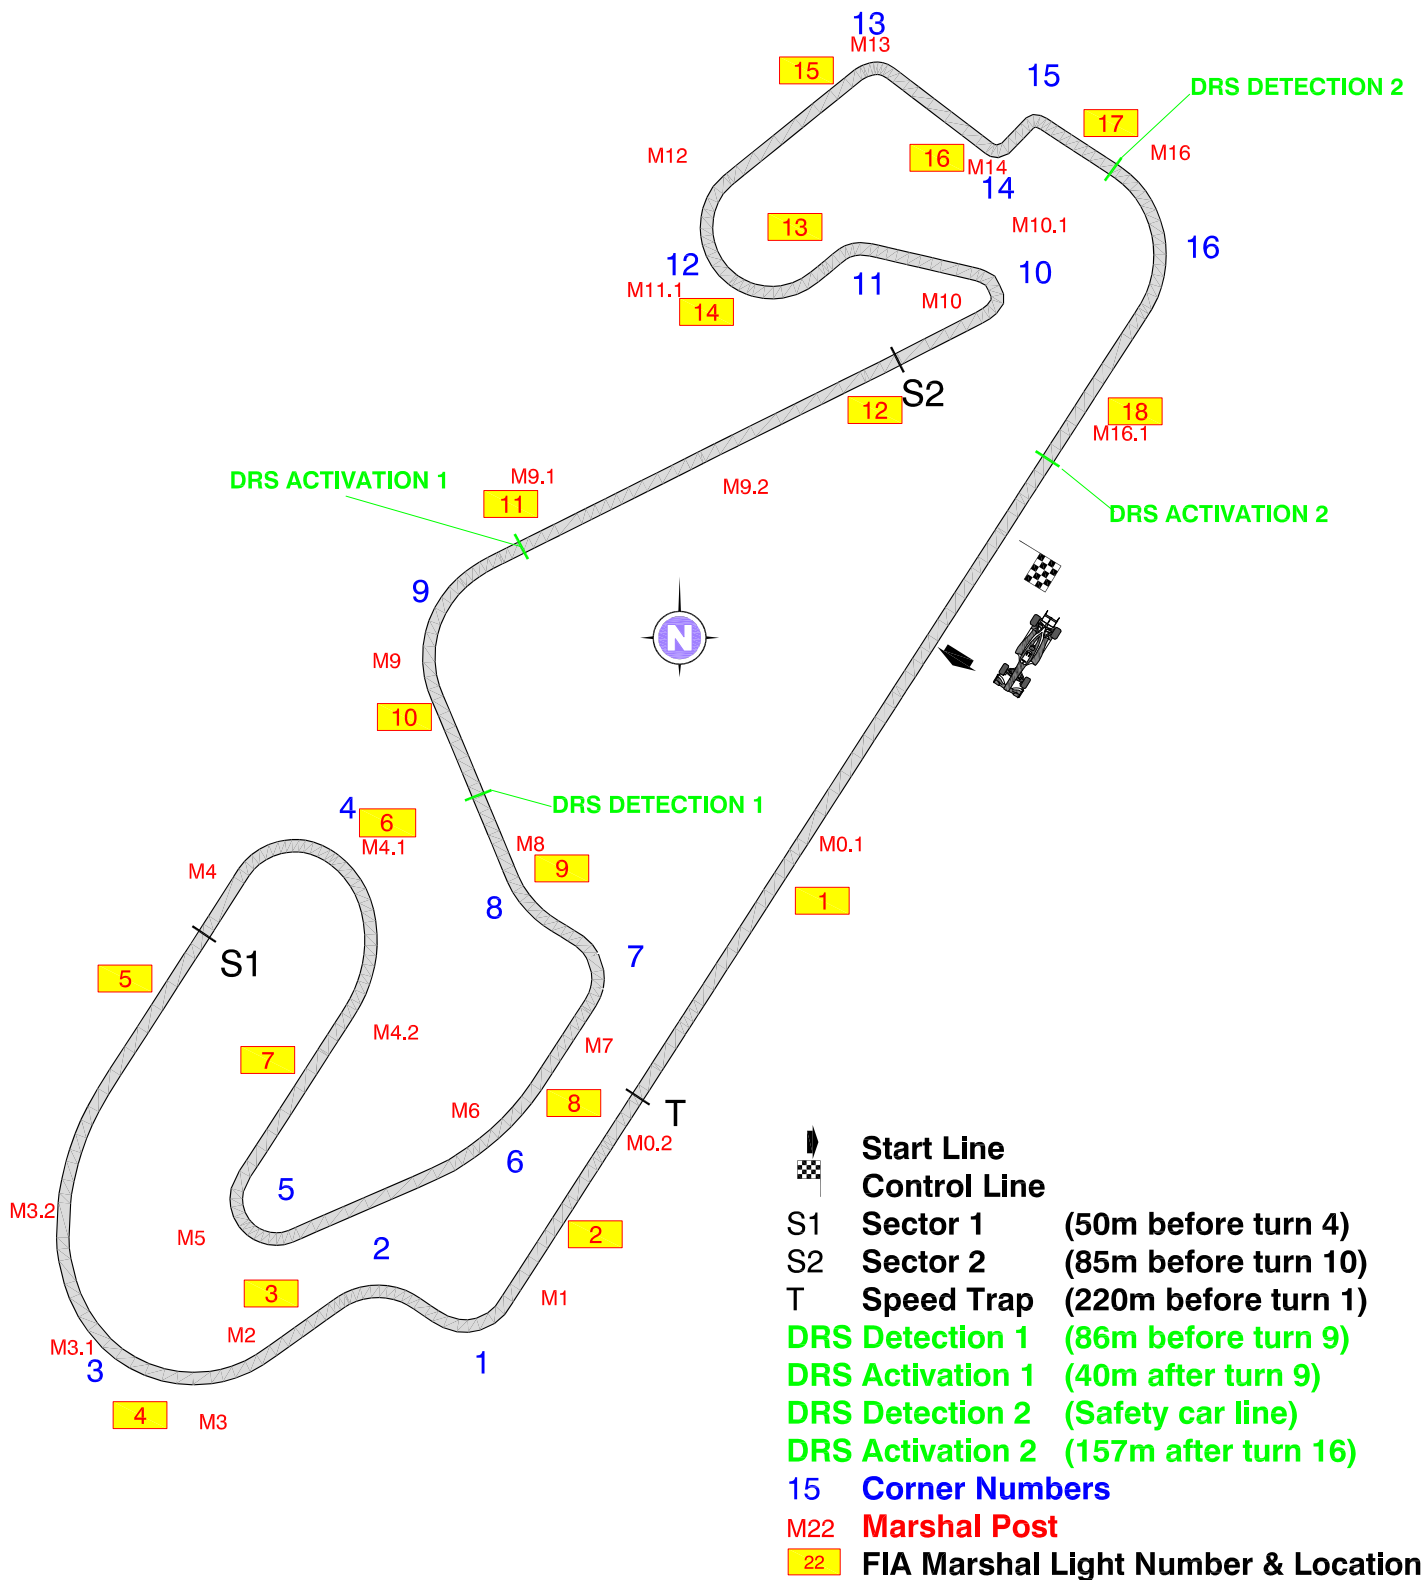 13
M13
15
15
DRS DETECTION 2
17
M12
16
M14
M16
14
13
M10.1
16
12
10
11
M11.1
M10
14
S2
12
18
M16.1
DRS ACTIVATION 1
M9.1
11
M9.2
DRS ACTIVATION 2
9
N
M9
10
4
6
M4.1
DRS DETECTION 1
M8
9
M0.1
M4
1
8
S1
7
5
7
M4.2
M7
M6
8
T
M0.2
6
5
M3.2
M5
2
2
3
M1
M2
M3.1
3
1
4
M3
Start Line
Control Line
S1 Sector 1 (50m before turn 4)
S2 Sector 2 (85m before turn 10)
T Speed Trap (220m before turn 1)
DRS Detection 1 (86m before turn 9)
DRS Activation 1 (40m after turn 9)
DRS Detection 2 (Safety car line)
DRS Activation 2 (157m after turn 16)
15 Corner Numbers
M22 Marshal Post
22 FIA Marshal Light Number & Location